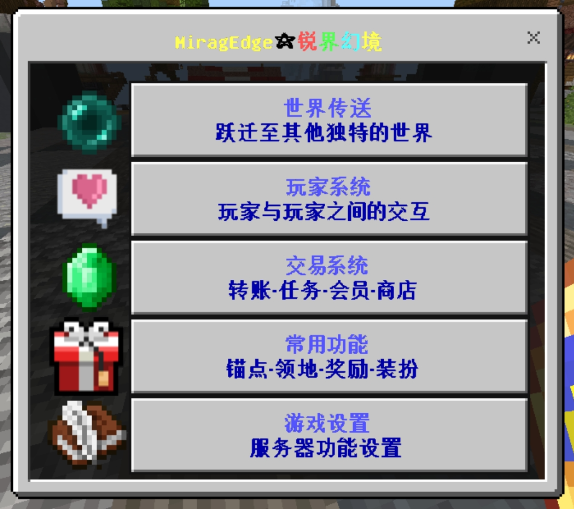 MiragEdge☆锐界幻境
世界传送
跃迁至其他独特的世界
玩家系统
玩家与玩家之间的交互
交易系统
转账·任务·会员·商店
常用功能
锚点·领地·奖励·装扮
游戏设置
服务器功能设置